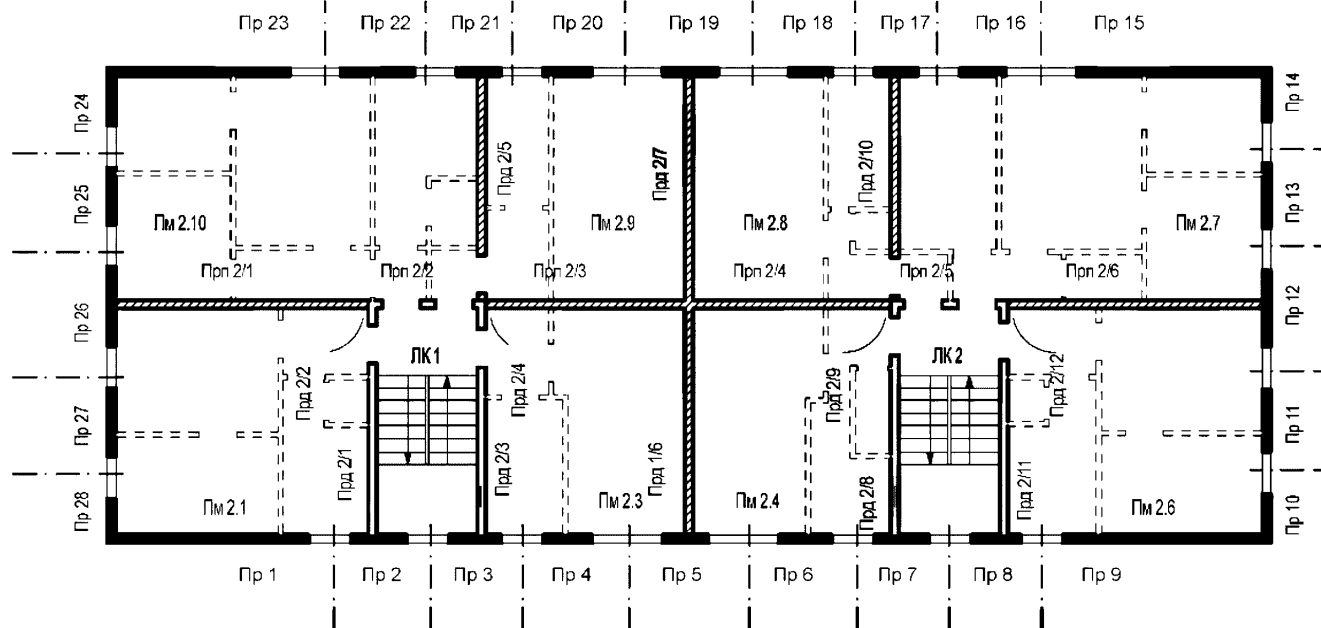 Пр 23 Пр 22 Пр 21 Пр 20 Пр 19 Пр 18 Пр 17 Пр 16 Пр 15
Пр 24
Пр 14
Прд 2/5
Прд 2/7
Прд 2/10
Пр 25
Пр 13
Пм 2.10
Пм 2.9
Пм 2.8
Пм 2.7
Прп 2/1 Прп 2/2 Прп 2/3 Прп 2/4 Прп 2/5 Прп 2/6
Пр 26
Пр 12
ЛК 1
ЛК 2
Прд 2/2
Прд 2/4
Прд 2/9
Прд 2/12
Пр 27
Пр 11
Прд 2/1
Прд 2/3
Прд 1/6
Прд 2/8
Прд 2/11
Пр 28
Пм 2.1
Пм 2.3
Пм 2.4
Пм 2.6
Пр 10
Пр 1 Пр 2 Пр 3 Пр 4 Пр 5 Пр 6 Пр 7 Пр 8 Пр 9